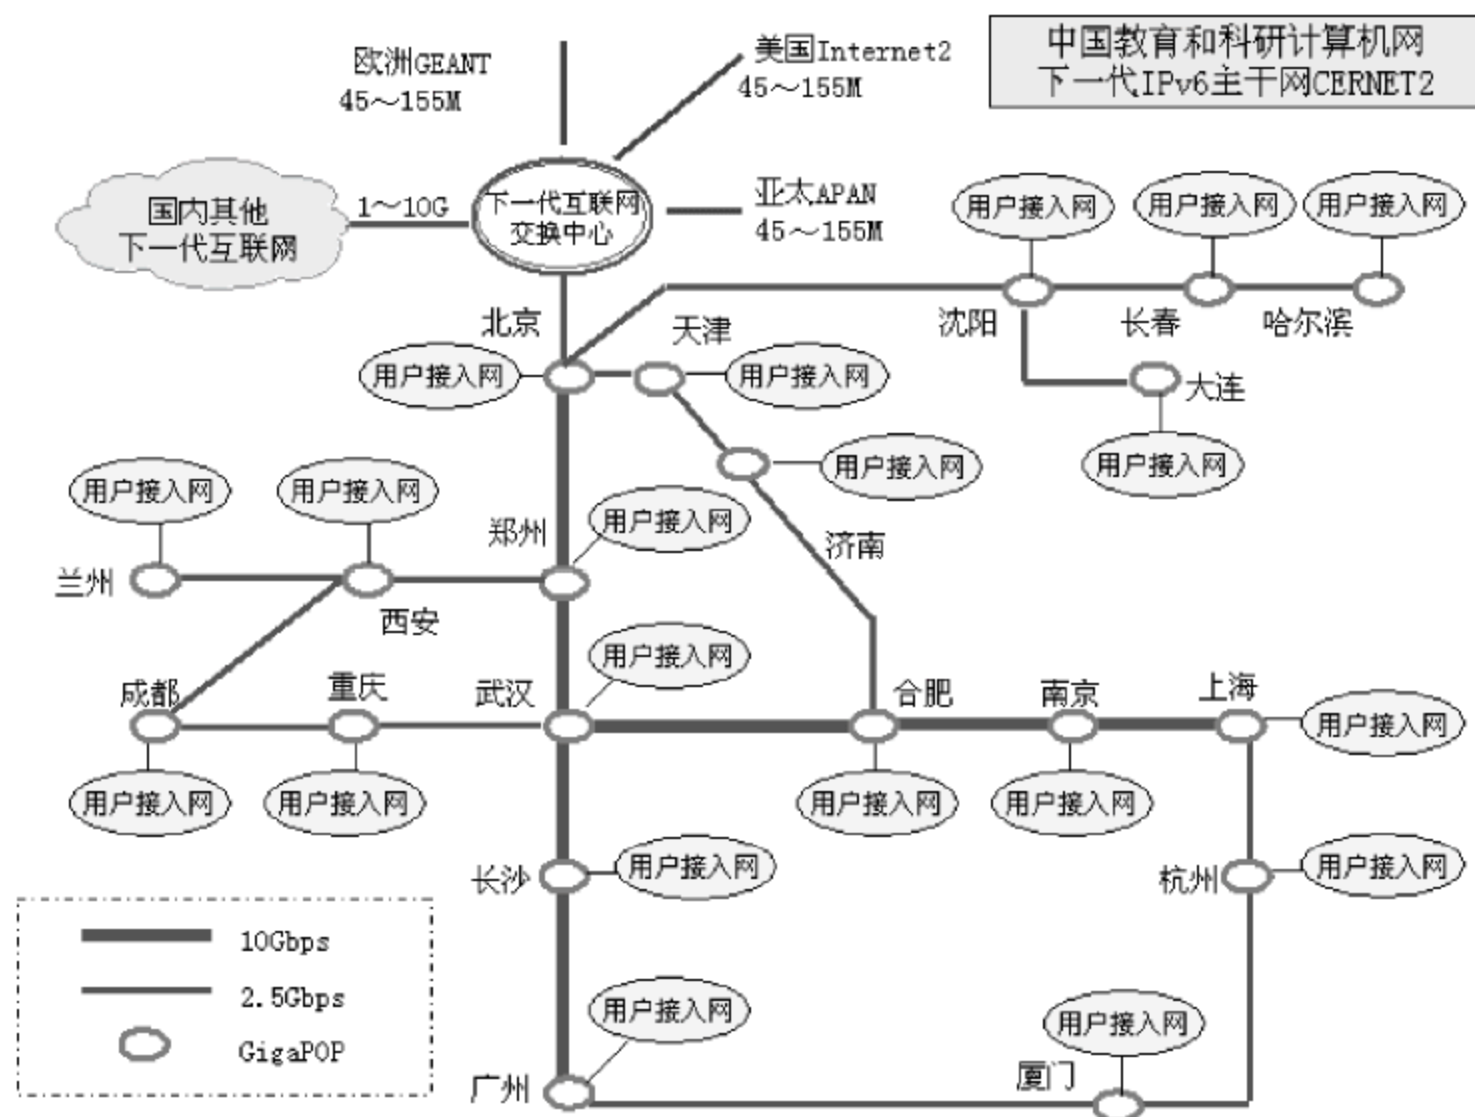 欧洲GEANT
45～155M
美国Internet2
45～155M
中国教育和科研计算机网
下一代IPv6主干网CERNET2
国内其他
下一代互联网
1～10G
下一代互联网
交换中心
亚太APAN
45～155M
用户接入网
用户接入网
用户接入网
北京
天津
沈阳
长春
哈尔滨
用户接入网
用户接入网
大连
用户接入网
用户接入网
用户接入网
用户接入网
郑州
用户接入网
济南
兰州
西安
用户接入网
成都
重庆
武汉
合肥
南京
上海
用户接入网
用户接入网
用户接入网
用户接入网
用户接入网
长沙
用户接入网
杭州
用户接入网
10Gbps
2.5Gbps
GigaPOP
用户接入网
用户接入网
广州
厦门